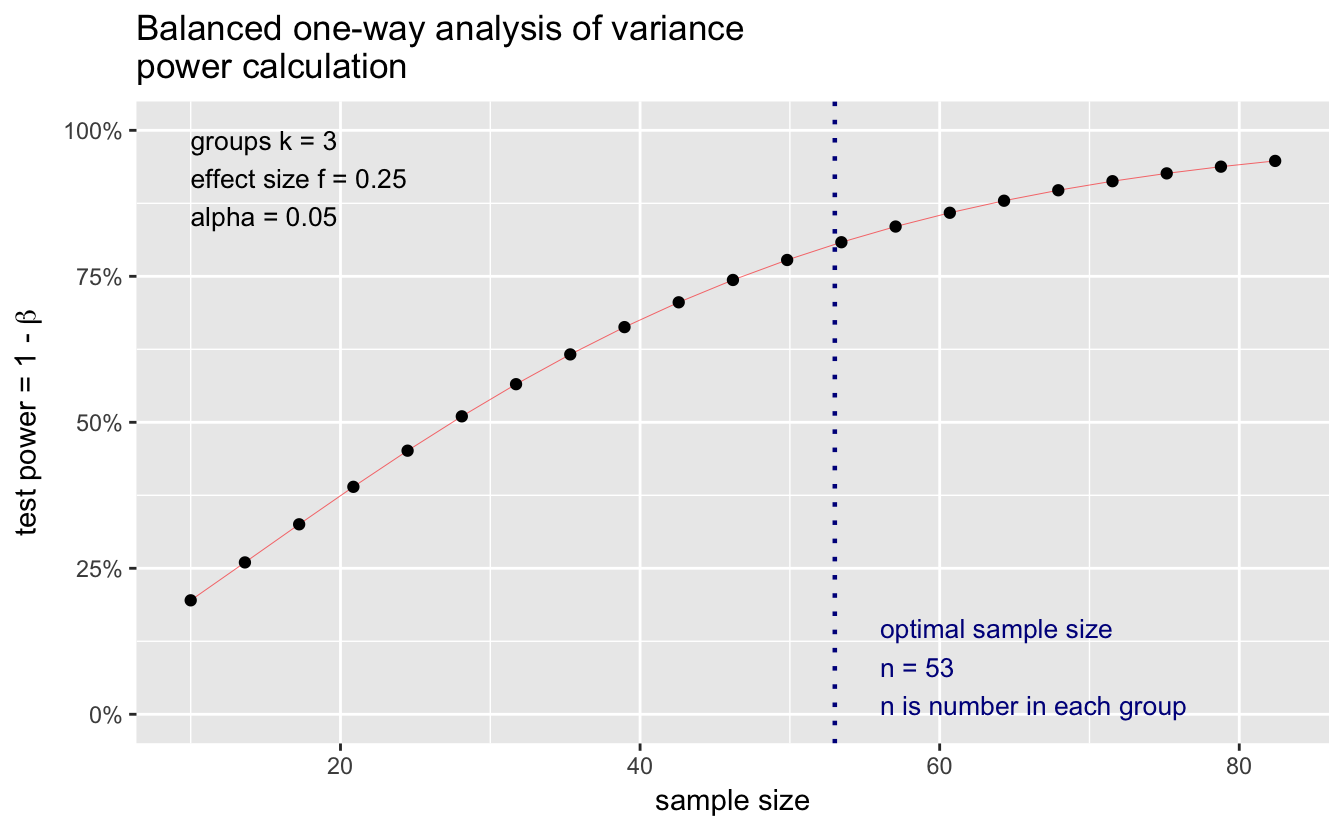 Balanced one-way analysis of variance
power calculation
groups k = 3
effect size f = 0.25
alpha = 0.05
100%
75%
50%
25%
0%
test power = 1 - β
optimal sample size
n = 53
n is number in each group
20
40
60
80
sample size